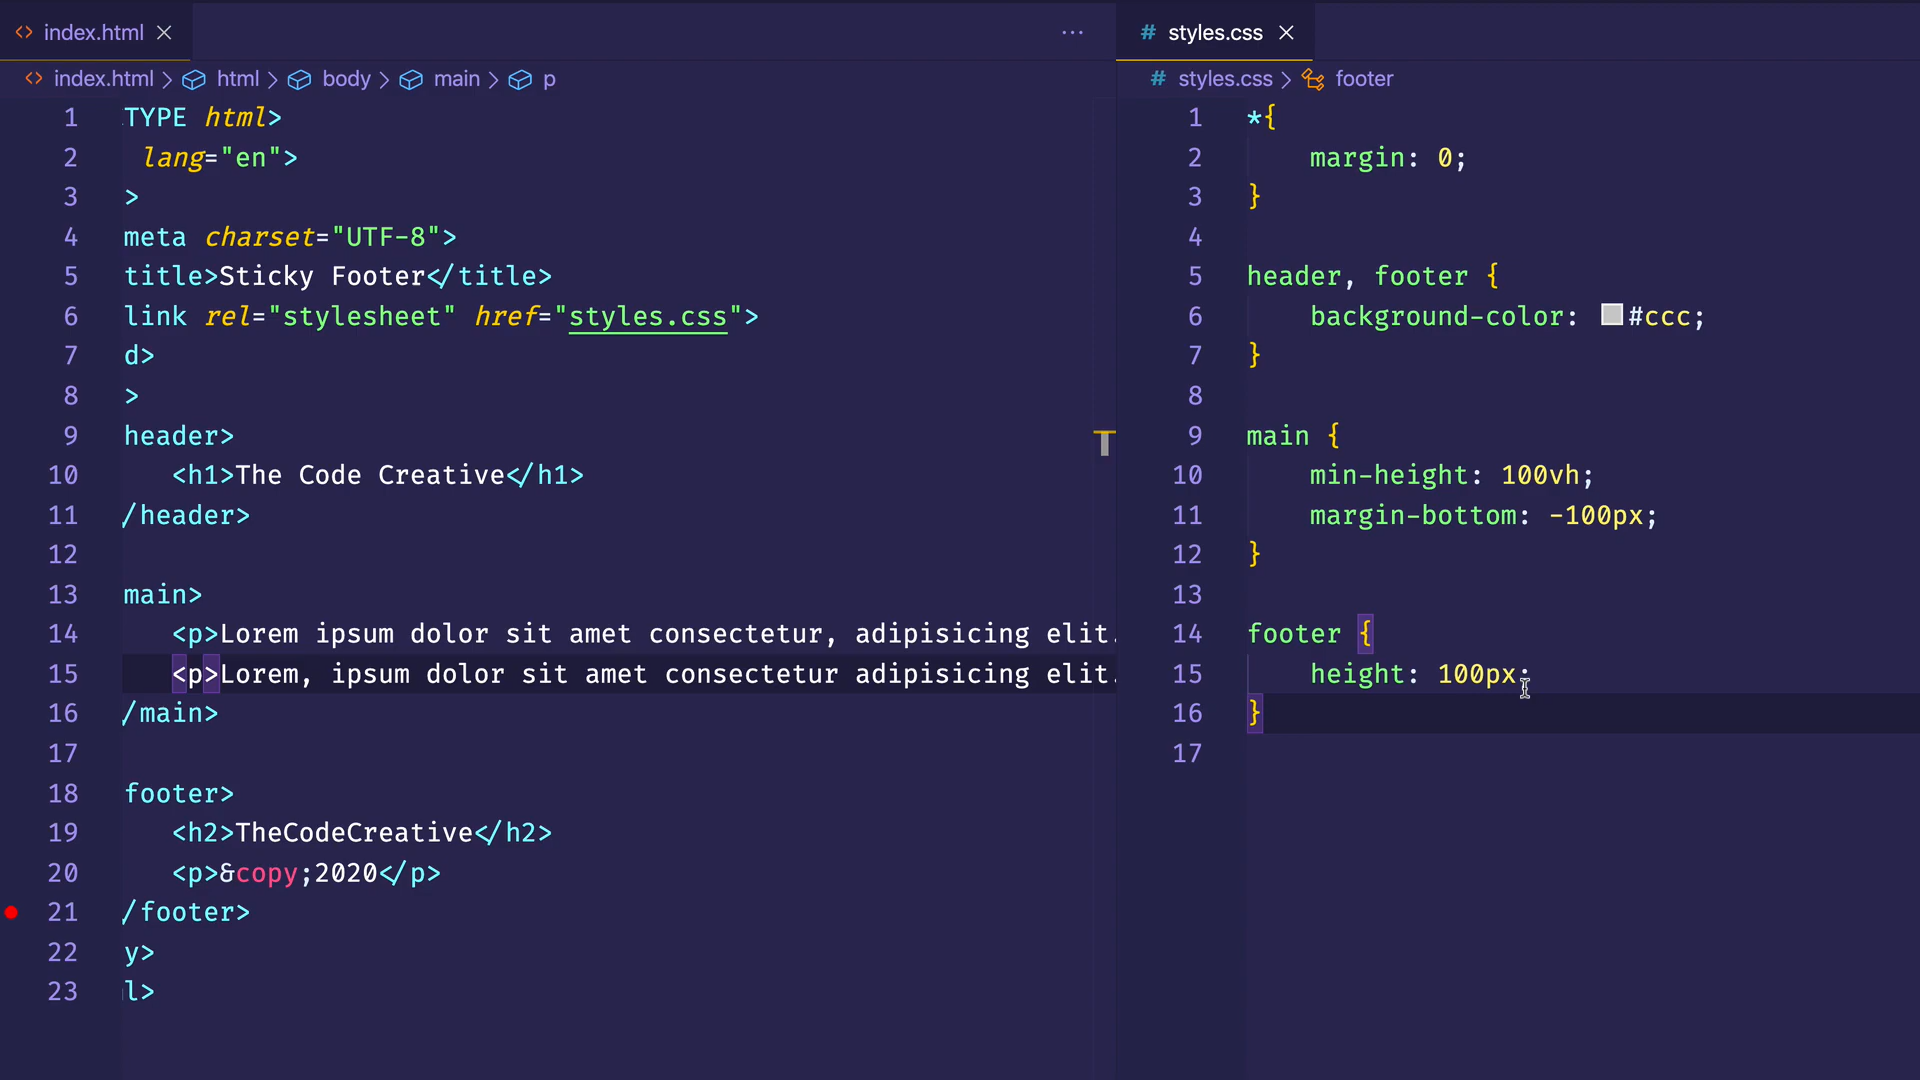 index.html
index.html > html > body > main > p
1 TYPE html>
2 lang="en">
3 >
4 meta charset="UTF-8">
5 title>Sticky Footer</title>
6 link rel="stylesheet" href="styles.css">
7 d>
8 >
9 header>
10 <h1>The Code Creative</h1>
11 /header>
12
13 main>
14 <p>Lorem ipsum dolor sit amet consectetur, adipisicing elit.
15 <p>Lorem, ipsum dolor sit amet consectetur adipisicing elit.
16 /main>
17
18 footer>
19 <h2>TheCodeCreative</h2>
20 <p>&copy;2020</p>
21 /footer>
22 y>
23 l>
# styles.css
# styles.css > footer
1 *{
2 margin: 0;
3 }
4
5 header, footer {
6 background-color: #ccc;
7 }
8
9 main {
10 min-height: 100vh;
11 margin-bottom: -100px;
12 }
13
14 footer {
15 height: 100px;
16 }
17